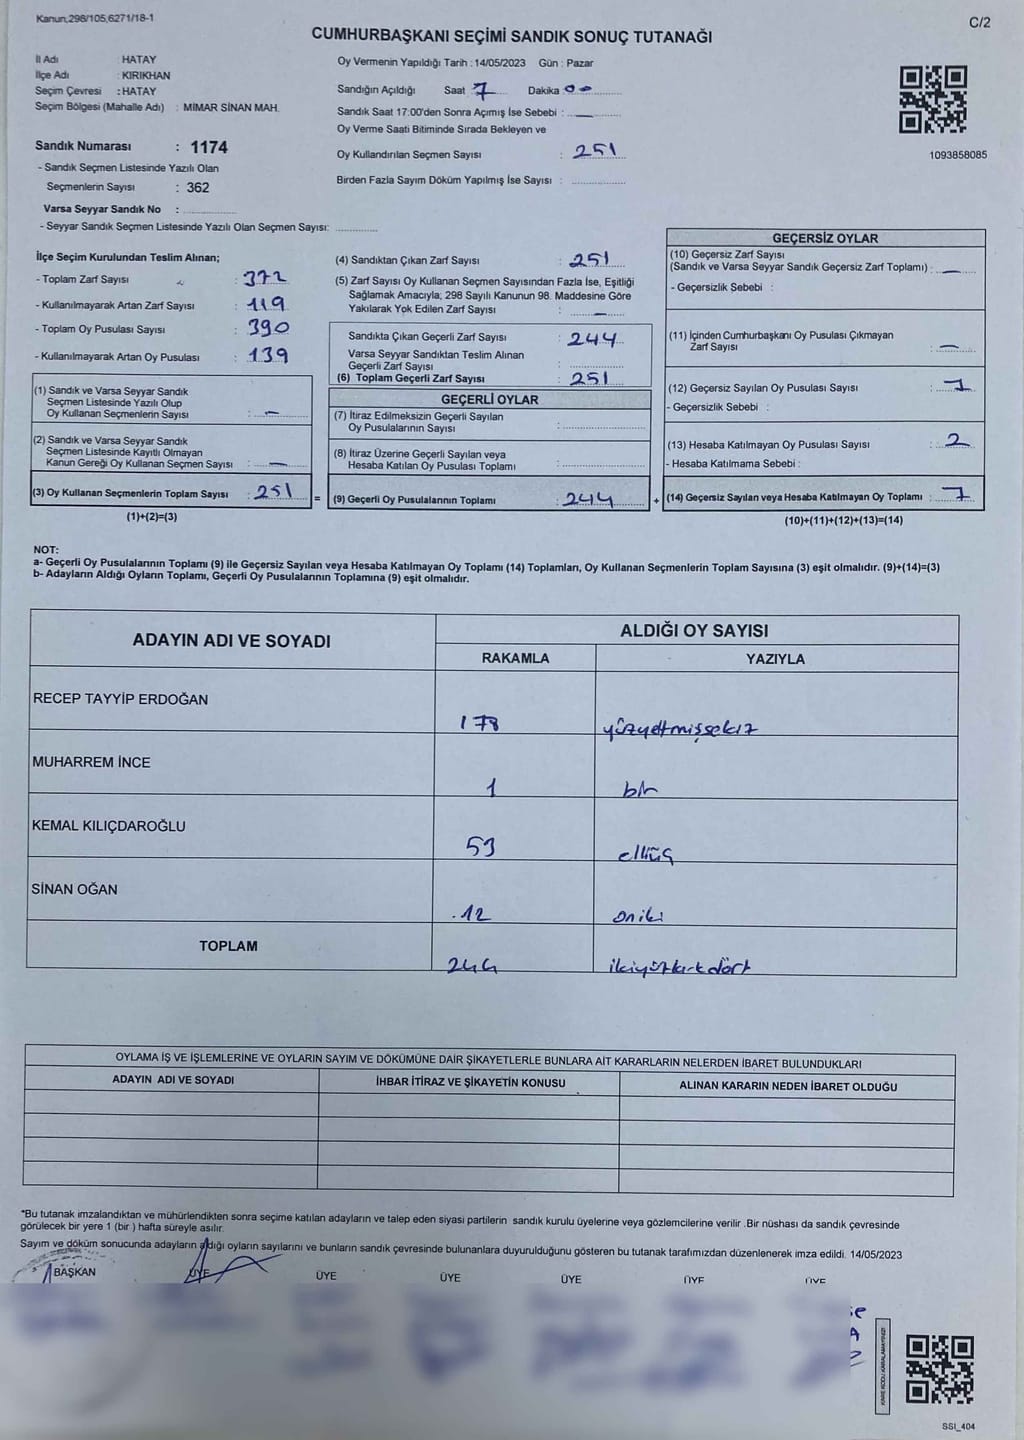 Kanun,298/105,6271/18-1
C/2
CUMHURBAŞKANI SEÇİMİ SANDIK SONUÇ TUTANAĞI
İl Adı : HATAY
İlçe Adı : KIRIKHAN
Seçim Çevresi : HATAY
Seçim Bölgesi (Mahalle Adı) : MİMAR SİNAN MAH.
Sandık Numarası : 1174
- Sandık Seçmen Listesinde Yazılı Olan
Seçmenlerin Sayısı : 362
Varsa Seyyar Sandık No :
- Seyyar Sandık Seçmen Listesinde Yazılı Olan Seçmen Sayısı:
Oy Vermenin Yapıldığı Tarih : 14/05/2023 Gün : Pazar
Sandığın Açıldığı Saat 7 Dakika 00
Sandık Saat 17:00'den Sonra Açımış İse Sebebi : —
Oy Verme Saati Bitiminde Sırada Bekleyen ve
Oy Kullandırılan Seçmen Sayısı : 251
Birden Fazla Sayım Döküm Yapılmış İse Sayısı :
1093858085
İlçe Seçim Kurulundan Teslim Alınan;
- Toplam Zarf Sayısı : 372
- Kullanılmayarak Artan Zarf Sayısı : 119
- Toplam Oy Pusulası Sayısı : 390
- Kullanılmayarak Artan Oy Pusulası : 139
(1) Sandık ve Varsa Seyyar Sandık
Seçmen Listesinde Yazılı Olup
Oy Kullanan Seçmenlerin Sayısı : —
(2) Sandık ve Varsa Seyyar Sandık
Seçmen Listesinde Kayıtlı Olmayan
Kanun Gereği Oy Kullanan Seçmen Sayısı : —
(3) Oy Kullanan Seçmenlerin Toplam Sayısı : 251
(1)+(2)=(3)
(4) Sandıktan Çıkan Zarf Sayısı : 251
(5) Zarf Sayısı Oy Kullanan Seçmen Sayısından Fazla İse, Eşitliği
Sağlamak Amacıyla; 298 Sayılı Kanunun 98. Maddesine Göre
Yakılarak Yok Edilen Zarf Sayısı : —
Sandıkta Çıkan Geçerli Zarf Sayısı : 244
Varsa Seyyar Sandıktan Teslim Alınan
Geçerli Zarf Sayısı :
(6) Toplam Geçerli Zarf Sayısı : 251
GEÇERLİ OYLAR
(7) İtiraz Edilmeksizin Geçerli Sayılan
Oy Pusulalarının Sayısı :
(8) İtiraz Üzerine Geçerli Sayılan veya
Hesaba Katılan Oy Pusulası Toplamı :
= (9) Geçerli Oy Pusulalarının Toplamı : 244 +
GEÇERSİZ OYLAR
(10) Geçersiz Zarf Sayısı
(Sandık ve Varsa Seyyar Sandık Geçersiz Zarf Toplamı) : —
- Geçersizlik Sebebi :
(11) İçinden Cumhurbaşkanı Oy Pusulası Çıkmayan
Zarf Sayısı : —
(12) Geçersiz Sayılan Oy Pusulası Sayısı : 7
- Geçersizlik Sebebi :
(13) Hesaba Katılmayan Oy Pusulası Sayısı : 2
- Hesaba Katılmama Sebebi :
(14) Geçersiz Sayılan veya Hesaba Katılmayan Oy Toplamı : 7
(10)+(11)+(12)+(13)=(14)
NOT:
a- Geçerli Oy Pusulalarının Toplamı (9) ile Geçersiz Sayılan veya Hesaba Katılmayan Oy Toplamı (14) Toplamları, Oy Kullanan Seçmenlerin Toplam Sayısına (3) eşit olmalıdır. (9)+(14)=(3)
b- Adayların Aldığı Oyların Toplamı, Geçerli Oy Pusulalarının Toplamına (9) eşit olmalıdır.
ADAYIN ADI VE SOYADI ALDIĞI OY SAYISI
RAKAMLA YAZIYLA
RECEP TAYYİP ERDOĞAN 178 yüzyetmişsekiz
MUHARREM İNCE 1 bir
KEMAL KILIÇDAROĞLU 53 elliüç
SİNAN OĞAN 12 oniki
TOPLAM 244 ikiyüzkırkdört
OYLAMA İŞ VE İŞLEMLERİNE VE OYLARIN SAYIM VE DÖKÜMÜNE DAİR ŞİKAYETLERLE BUNLARA AİT KARARLARIN NELERDEN İBARET BULUNDUKLARI
ADAYIN ADI VE SOYADI İHBAR İTİRAZ VE ŞİKAYETİN KONUSU ALINAN KARARIN NEDEN İBARET OLDUĞU
*Bu tutanak imzalandıktan ve mühürlendikten sonra seçime katılan adayların ve talep eden siyasi partilerin sandık kurulu üyelerine veya gözlemcilerine verilir .Bir nüshası da sandık çevresinde
görülecek bir yere 1 (bir ) hafta süreyle asılır.
Sayım ve döküm sonucunda adayların aldığı oyların sayılarını ve bunların sandık çevresinde bulunanlara duyurulduğunu gösteren bu tutanak tarafımızdan düzenlenerek imza edildi. 14/05/2023
BAŞKAN ÜYE ÜYE ÜYE ÜYE ÜYE ÜYE
SSI_404